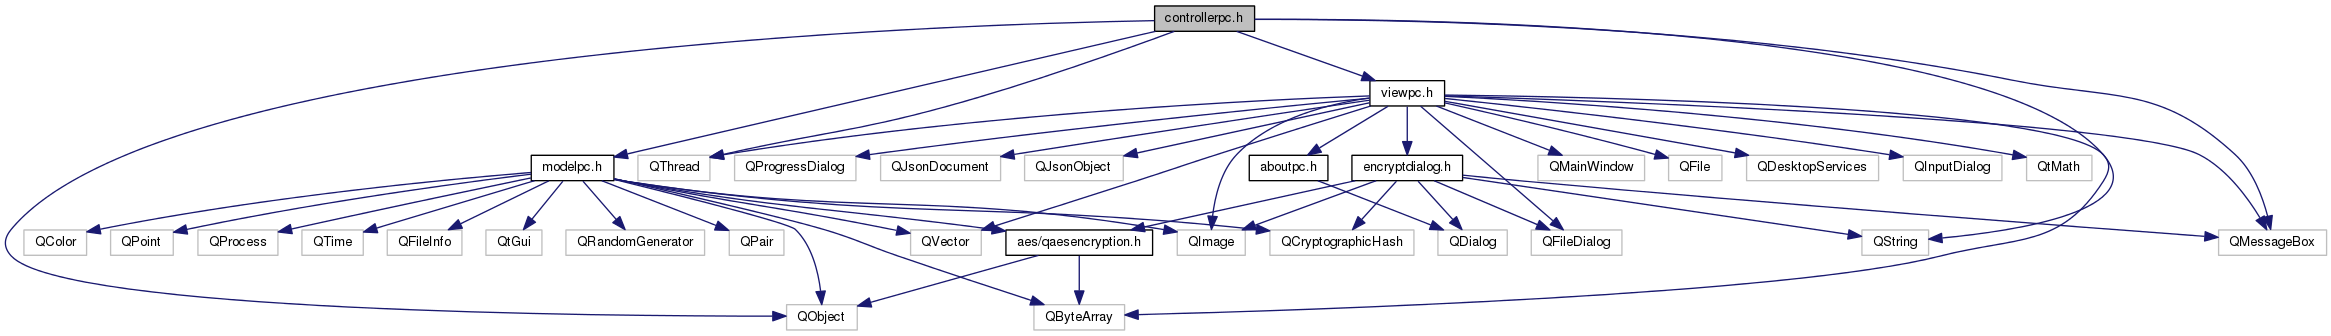 controllerpc.h
viewpc.h
modelpc.h
QThread
QProgressDialog
QJsonDocument
QJsonObject
aboutpc.h
encryptdialog.h
QMainWindow
QFile
QDesktopServices
QInputDialog
QtMath
QColor
QPoint
QProcess
QTime
QFileInfo
QtGui
QRandomGenerator
QPair
QVector
aes/qaesencryption.h
QImage
QCryptographicHash
QDialog
QFileDialog
QString
QMessageBox
QObject
QByteArray